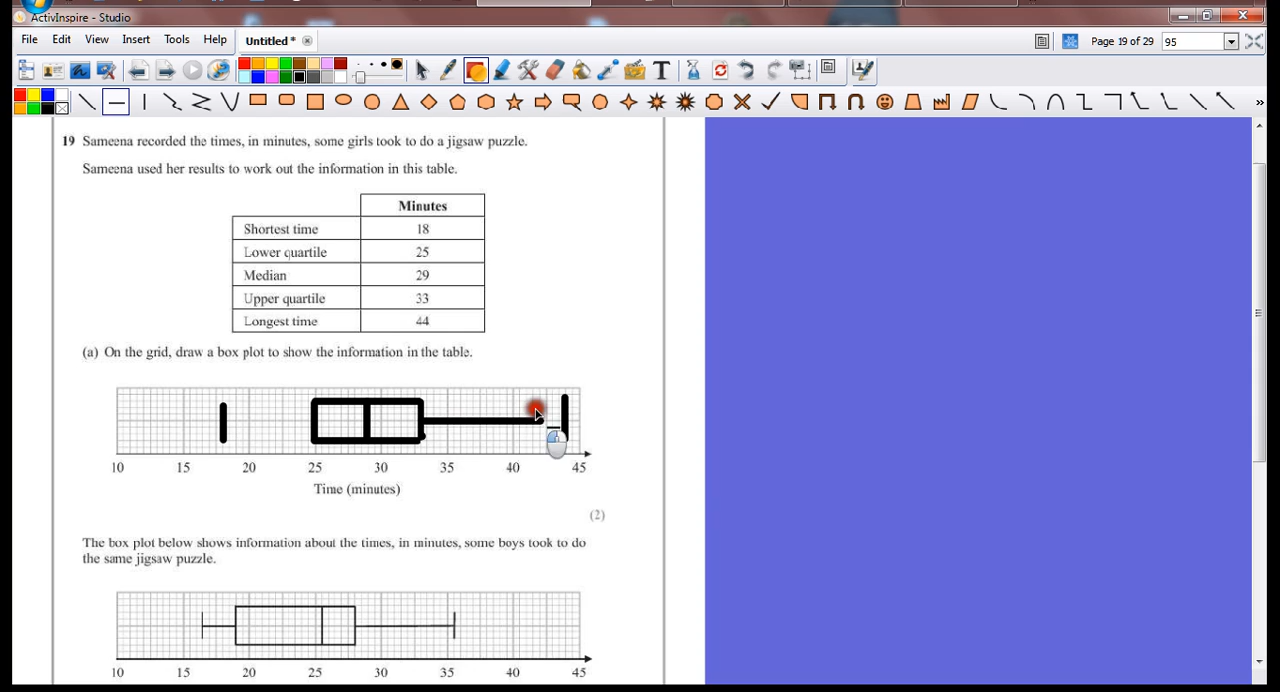 ActivInspire - Studio
File Edit View Insert Tools Help Untitled * Page 19 of 29 95
19 Sameena recorded the times, in minutes, some girls took to do a jigsaw puzzle.
Sameena used her results to work out the information in this table.
Minutes
Shortest time 18
Lower quartile 25
Median 29
Upper quartile 33
Longest time 44
(a) On the grid, draw a box plot to show the information in the table.
10 15 20 25 30 35 40 45
Time (minutes)
(2)
The box plot below shows information about the times, in minutes, some boys took to do
the same jigsaw puzzle.
10 15 20 25 30 35 40 45